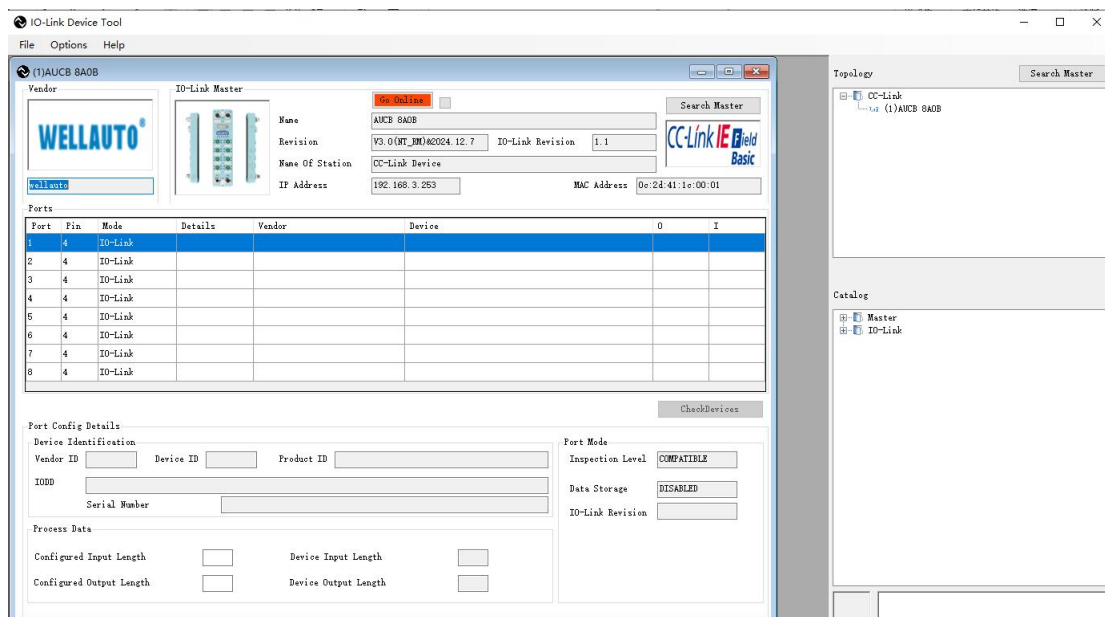 IO-Link Device Tool
File Options Help
(1)AUCB 8A0B
Vendor
WELLAUTO®
wellauto
IO-Link Master
Go Online
Search Master
Name AUCB 8A0B
Revision V3.0(NT_RM)&2024.12.7 IO-Link Revision 1.1
Name Of Station CC-Link Device
IP Address 192.168.3.253 MAC Address 0c:2d:41:1c:00:01
CC-Link IE Field
Basic
Ports
Port Pin Mode Details Vendor Device O I
1 4 IO-Link
2 4 IO-Link
3 4 IO-Link
4 4 IO-Link
5 4 IO-Link
6 4 IO-Link
7 4 IO-Link
8 4 IO-Link
CheckDevices
Port Config Details
Device Identification
Vendor ID Device ID Product ID
IODD
Serial Number
Process Data
Configured Input Length Device Input Length
Configured Output Length Device Output Length
Port Mode
Inspection Level COMPATIBLE
Data Storage DISABLED
IO-Link Revision
Topology Search Master
CC-Link
(1)AUCB 8A0B
Catalog
Master
IO-Link